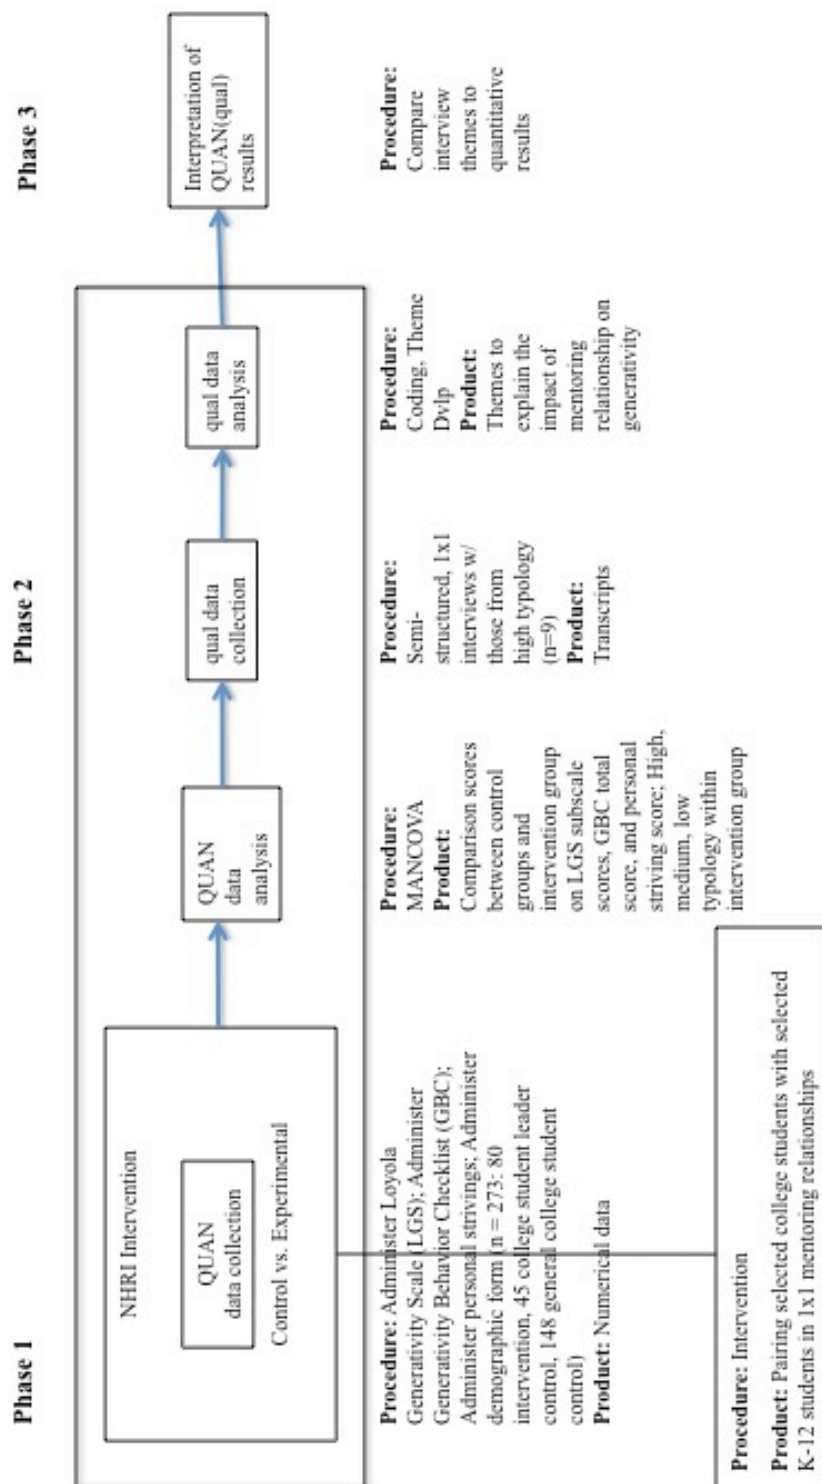 Phase 1
Phase 2
Phase 3
NHRI Intervention
QUAN
data collection
Control vs. Experimental
QUAN
data
analysis
qual data
collection
qual data
analysis
Interpretation of
QUAN(qual)
results
Procedure: Administer Loyola
Generativity Scale (LGS); Administer
Generativity Behavior Checklist (GBC);
Administer personal strivings; Administer
demographic form (n = 273: 80
intervention, 45 college student leader
control, 148 general college student
control)
Product: Numerical data
Procedure:
MANCOVA
Product:
Comparison scores
between control
groups and
intervention group
on LGS subscale
scores, GBC total
score, and personal
striving score; High,
medium, low
typology within
intervention group
Procedure:
Semi-
structured, 1x1
interviews w/
those from
high typology
(n=9)
Product:
Transcripts
Procedure:
Coding, Theme
Dvlp
Product:
Themes to
explain the
impact of
mentoring
relationship on
generativity
Procedure:
Compare
interview
themes to
quantitative
results
Procedure: Intervention
Product: Pairing selected college students with selected
K-12 students in 1x1 mentoring relationships